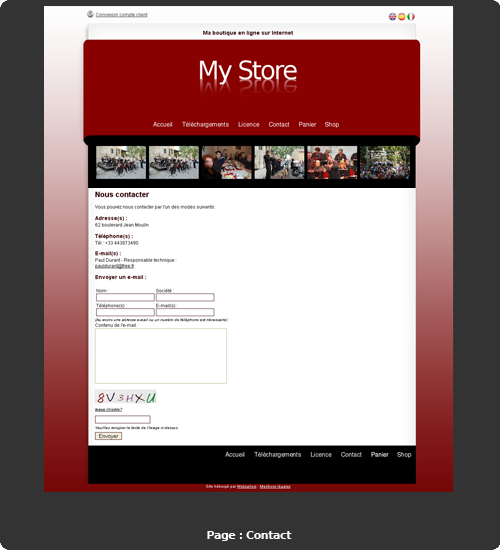 Connexion compte client
Ma boutique en ligne sur Internet
My Store
Accueil Téléchargements Licence Contact Panier Shop
Nous contacter
Vous pouvez nous contacter par l'un des modes suivants:
Adresse(s) :
62 boulevard Jean Moulin
Téléphone(s) :
Tél : +33 443873490
E-mail(s) :
Paul Durant - Responsable technique :
pauldurant@free.fr
Envoyer un e-mail :
Nom : Société :
Téléphone(s) : E-mail(s) :
(Au moins une adresse e-mail ou un numéro de téléphone est nécessaire)
Contenu de l'e-mail :
8V3HXU
Image illisible?
Veuillez recopier le texte de l'image ci-dessus
Envoyer
Accueil Téléchargements Licence Contact Panier Shop
Site hébergé par - Mentions légales
Page : Contact